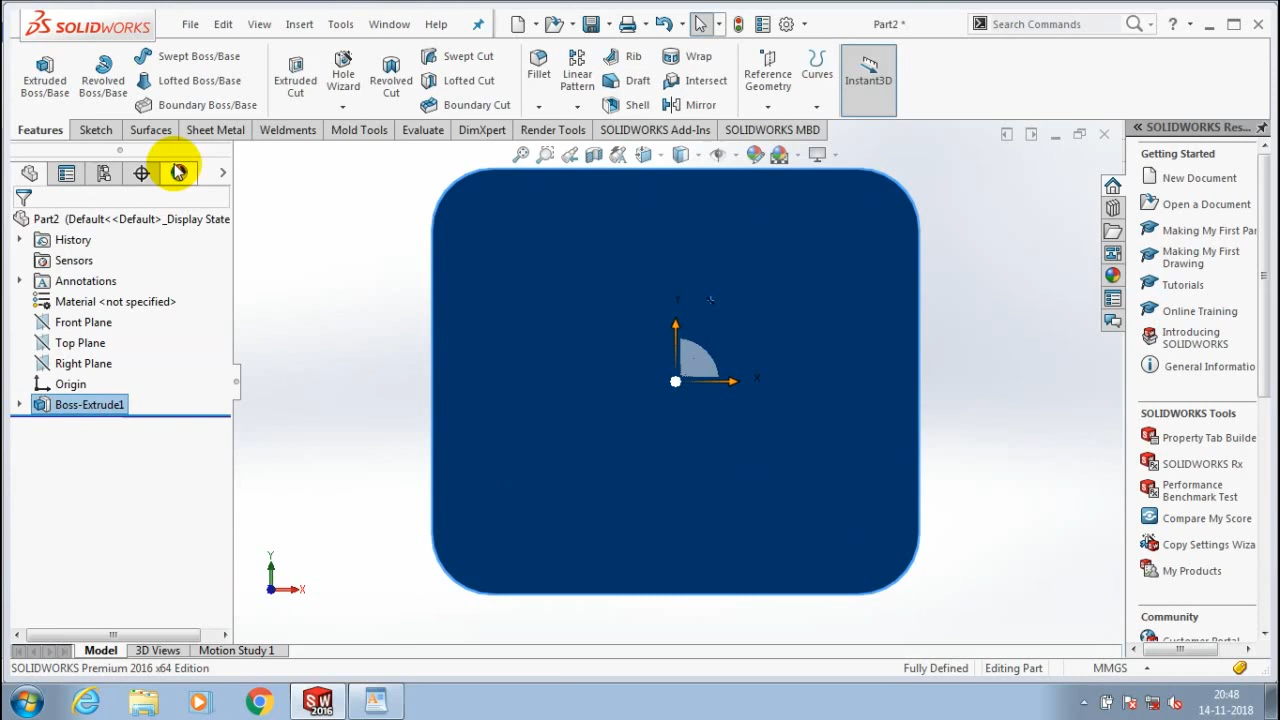 SOLIDWORKS
File Edit View Insert Tools Window Help
Part2 *
Search Commands
Extruded Boss/Base
Revolved Boss/Base
Swept Boss/Base
Lofted Boss/Base
Boundary Boss/Base
Extruded Cut
Hole Wizard
Revolved Cut
Swept Cut
Lofted Cut
Boundary Cut
Fillet
Linear Pattern
Rib
Draft
Shell
Wrap
Intersect
Mirror
Reference Geometry
Curves
Instant3D
Features Sketch Surfaces Sheet Metal Weldments Mold Tools Evaluate DimXpert Render Tools SOLIDWORKS Add-Ins SOLIDWORKS MBD
Part2 (Default<<Default>_Display State
History
Sensors
Annotations
Material <not specified>
Front Plane
Top Plane
Right Plane
Origin
Boss-Extrude1
Y
X
Y
X
SOLIDWORKS Res...
Getting Started
New Document
Open a Document
Making My First Par
Making My First
Drawing
Tutorials
Online Training
Introducing
SOLIDWORKS
General Informatio
SOLIDWORKS Tools
Property Tab Builde
SOLIDWORKS Rx
Performance
Benchmark Test
Compare My Score
Copy Settings Wiza
My Products
Community
Model 3D Views Motion Study 1
SOLIDWORKS Premium 2016 x64 Edition
Fully Defined Editing Part MMGS
SW
2016
20:48
14-11-2018